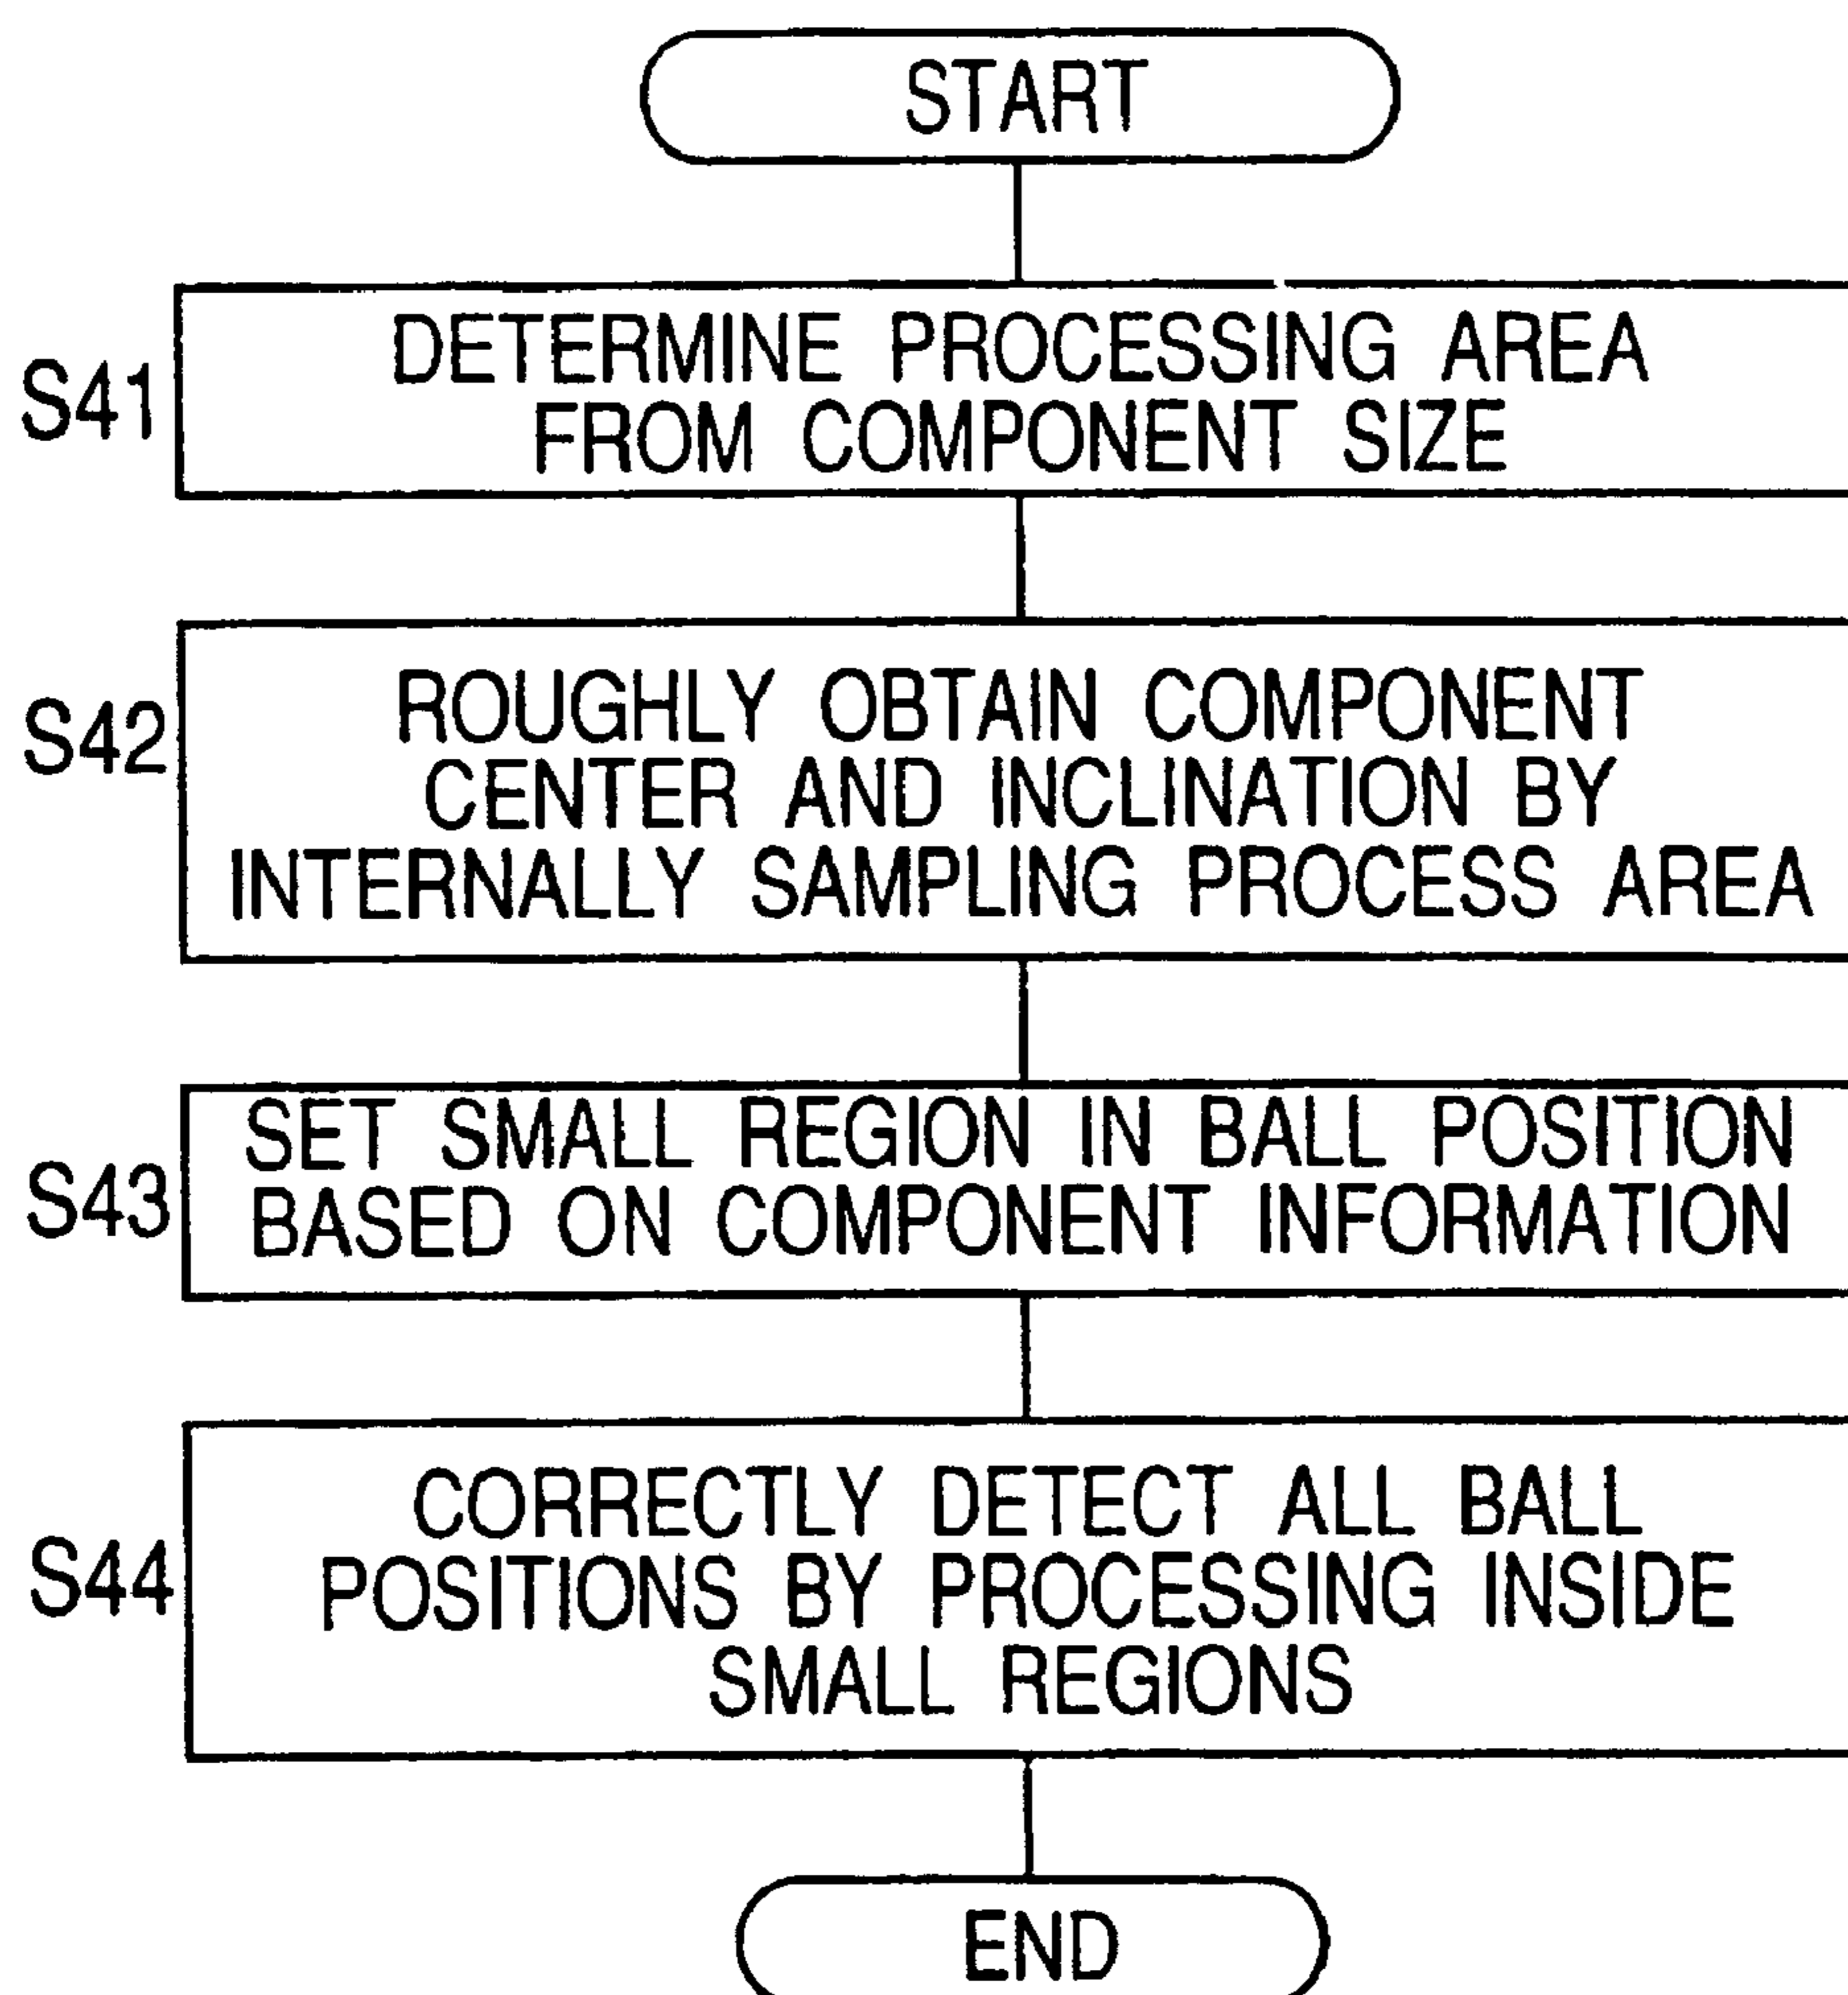 START
S41
DETERMINE PROCESSING AREA
FROM COMPONENT SIZE
S42
ROUGHLY OBTAIN COMPONENT
CENTER AND INCLINATION BY
INTERNALLY SAMPLING PROCESS AREA
S43
SET SMALL REGION IN BALL POSITION
BASED ON COMPONENT INFORMATION
S44
CORRECTLY DETECT ALL BALL
POSITIONS BY PROCESSING INSIDE
SMALL REGIONS
END